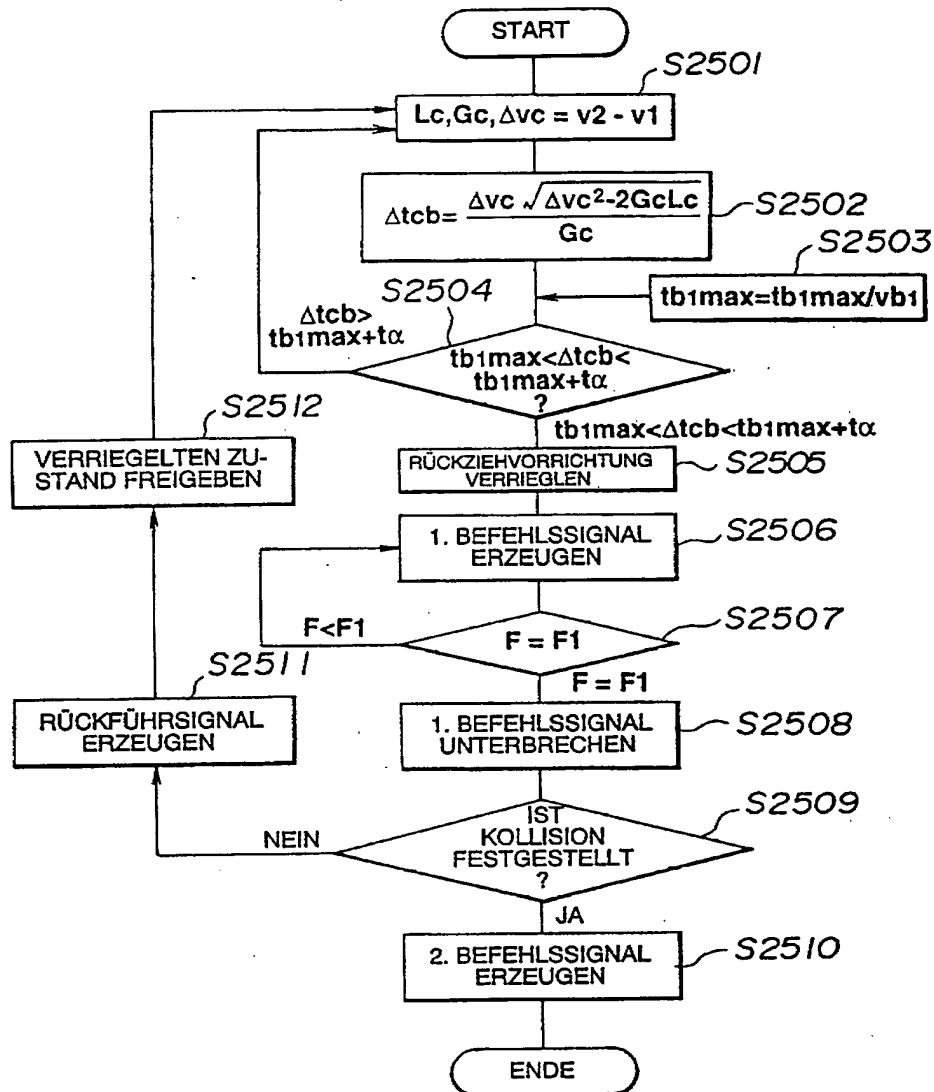 START
S2501
Lc,Gc,Δvc = v2 - v1
Δtcb= Δvc √Δvc²-2GcLc / Gc
S2502
S2503
tb1max=tb1max/vb1
S2504
Δtcb>
tb1max+tα
tb1max<Δtcb<
tb1max+tα
?
tb1max<Δtcb<tb1max+tα
S2512
VERRIEGELTEN ZU-
STAND FREIGEBEN
RÜCKZIEHVORRICHTUNG
VERRIEGLEN
S2505
1. BEFEHLSSIGNAL
ERZEUGEN
S2506
F<F1
F = F1
S2507
F = F1
S2511
RÜCKFÜHRSIGNAL
ERZEUGEN
1. BEFEHLSSIGNAL
UNTERBRECHEN
S2508
NEIN
IST
KOLLISION
FESTGESTELLT
?
S2509
JA
2. BEFEHLSSIGNAL
ERZEUGEN
S2510
ENDE